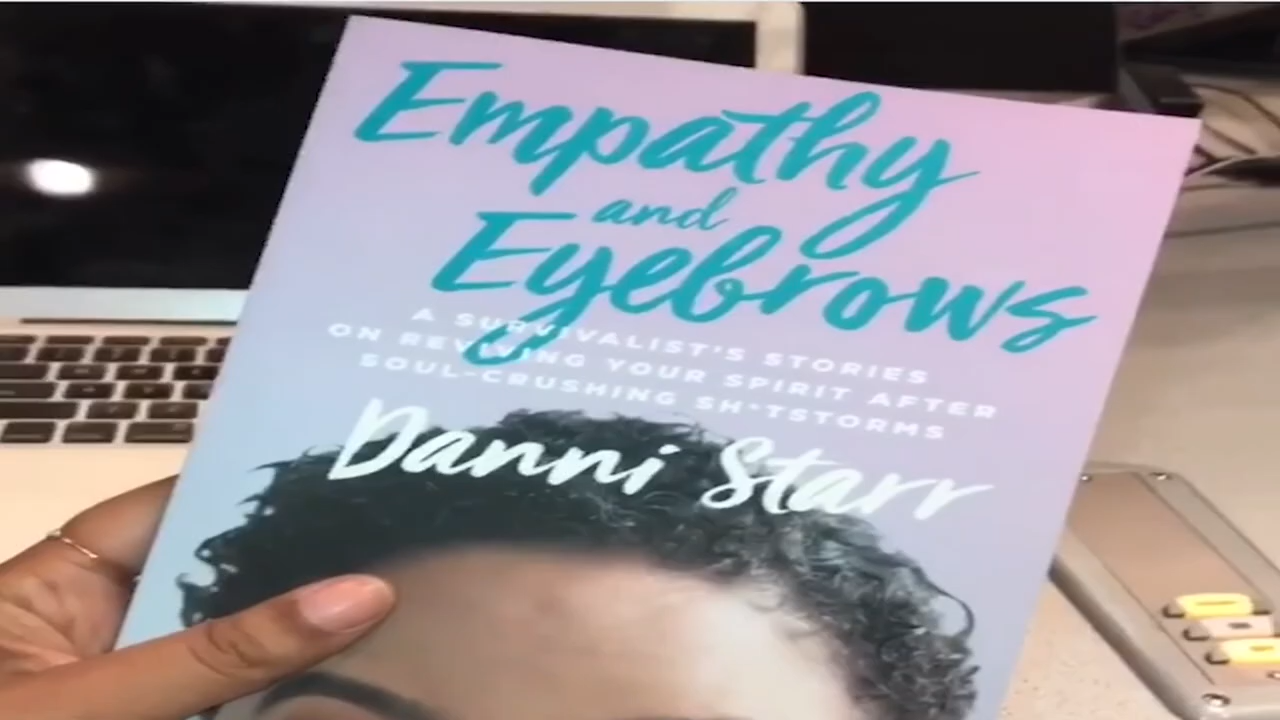 Empathy
and
Eyebrows
A SURVIVALIST'S STORIES
ON REVIVING YOUR SPIRIT AFTER
SOUL-CRUSHING SH*TSTORMS
Danni Starr